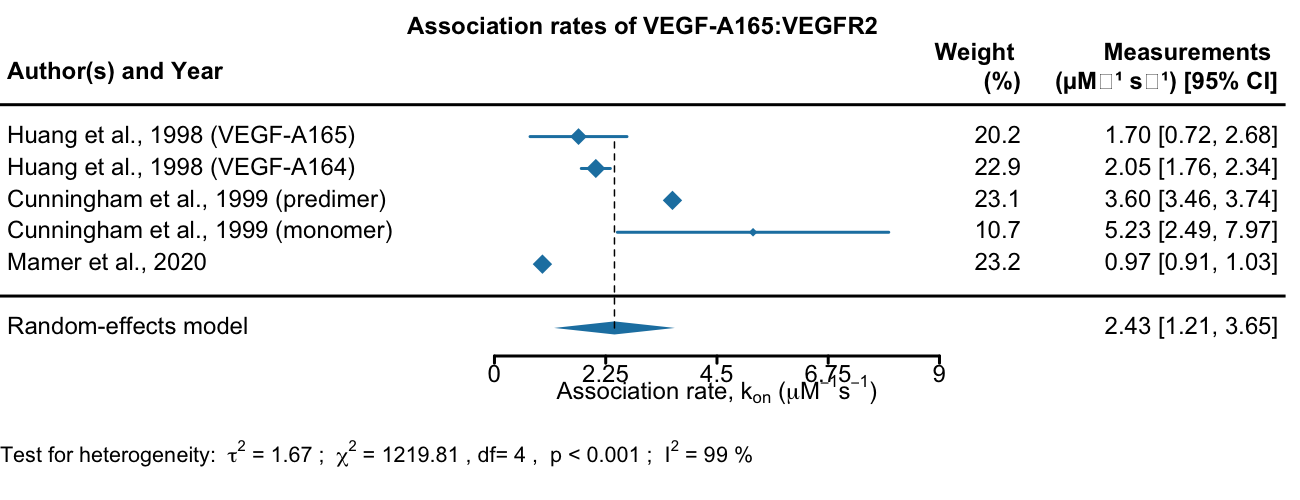 Association rates of VEGF-A165:VEGFR2
Author(s) and Year
Weight
(%)
Measurements
(µM□¹ s□¹) [95% CI]
Huang et al., 1998 (VEGF-A165) 20.2 1.70 [0.72, 2.68]
Huang et al., 1998 (VEGF-A164) 22.9 2.05 [1.76, 2.34]
Cunningham et al., 1999 (predimer) 23.1 3.60 [3.46, 3.74]
Cunningham et al., 1999 (monomer) 10.7 5.23 [2.49, 7.97]
Mamer et al., 2020 23.2 0.97 [0.91, 1.03]
Random-effects model 2.43 [1.21, 3.65]
0 2.25 4.5 6.75 9
Association rate, kon (µM⁻¹s⁻¹)
Test for heterogeneity: τ² = 1.67 ; χ² = 1219.81 , df= 4 , p < 0.001 ; I² = 99 %